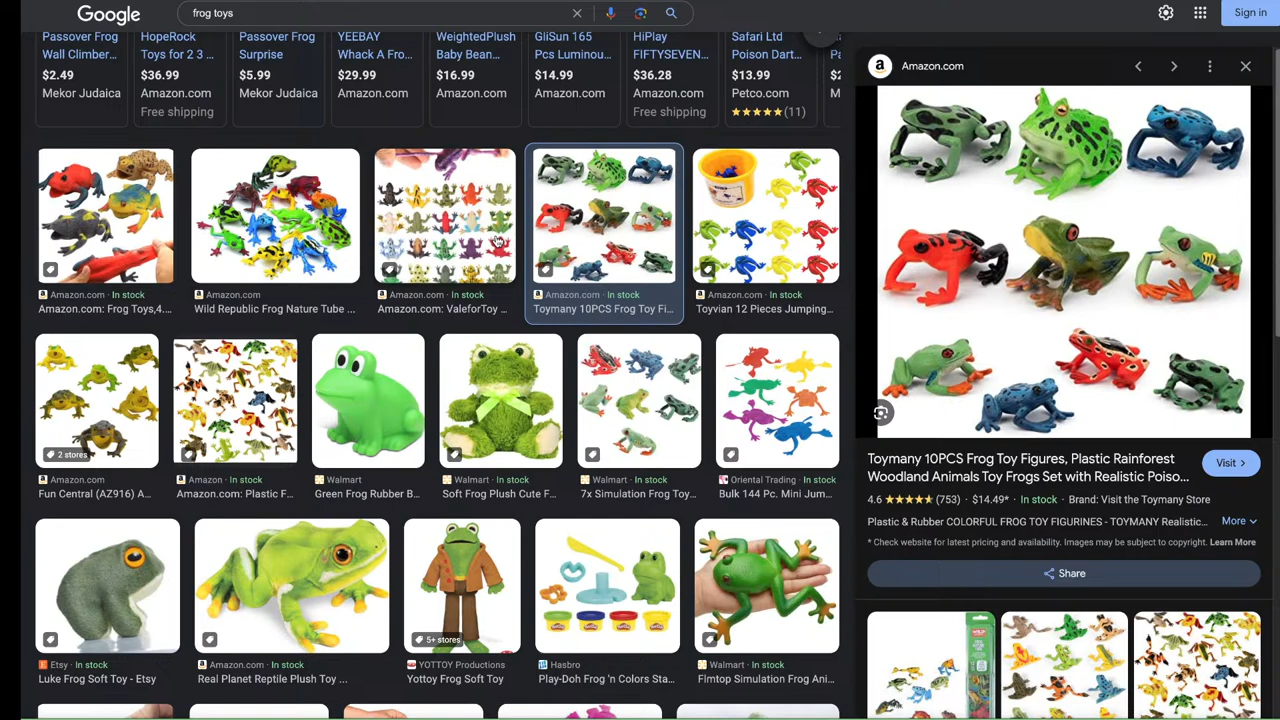 Google
frog toys
Sign in
Passover Frog
Wall Climber...
$2.49
Mekor Judaica
HopeRock
Toys for 2 3 ...
$36.99
Amazon.com
Free shipping
Passover Frog
Surprise
$5.99
Mekor Judaica
YEEBAY
Whack A Fro...
$29.99
Amazon.com
WeightedPlush
Baby Bean...
$16.99
Amazon.com
GliSun 165
Pcs Luminou...
$14.99
Amazon.com
HiPlay
FIFTYSEVEN...
$36.28
Amazon.com
Free shipping
Safari Ltd
Poison Dart...
$13.99
Petco.com
(11)
Amazon.com · In stock
Amazon.com: Frog Toys,4....
Amazon.com
Wild Republic Frog Nature Tube ...
Amazon.com · In stock
Amazon.com: ValeforToy ...
Amazon.com · In stock
Toymany 10PCS Frog Toy Fi...
Amazon.com · In stock
Toyvian 12 Pieces Jumping...
2 stores
Amazon.com
Fun Central (AZ916) A...
Amazon · In stock
Amazon.com: Plastic F...
Walmart
Green Frog Rubber B...
Walmart · In stock
Soft Frog Plush Cute F...
Walmart · In stock
7x Simulation Frog Toy...
Oriental Trading · In stock
Bulk 144 Pc. Mini Jum...
Etsy · In stock
Luke Frog Soft Toy - Etsy
Amazon.com · In stock
Real Planet Reptile Plush Toy ...
5+ stores
YOTTOY Productions
Yottoy Frog Soft Toy
Hasbro
Play-Doh Frog 'n Colors Sta...
Walmart · In stock
Flmtop Simulation Frog Ani...
Amazon.com
Toymany 10PCS Frog Toy Figures, Plastic Rainforest
Woodland Animals Toy Frogs Set with Realistic Poiso...
Visit
4.6 (753) · $14.49* · In stock · Brand: Visit the Toymany Store
Plastic & Rubber COLORFUL FROG TOY FIGURINES - TOYMANY Realistic...
More
* Check website for latest pricing and availability. Images may be subject to copyright. Learn More
Share